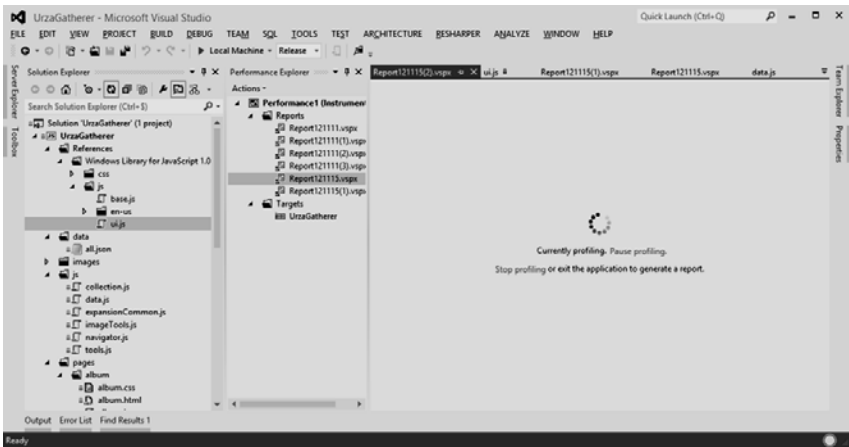 UrzaGatherer - Microsoft Visual Studio
Quick Launch (Ctrl+Q)
FILE EDIT VIEW PROJECT BUILD DEBUG TEAM SQL TOOLS TEST ARCHITECTURE RESHARPER ANALYZE WINDOW HELP
Local Machine Release
Server Explorer
Toolbox
Solution Explorer
Search Solution Explorer (Ctrl+$)
Solution 'UrzaGatherer' (1 project)
UrzaGatherer
References
Windows Library for JavaScript 1.0
css
js
base.js
en-us
ui.js
data
all.json
images
js
collection.js
data.js
expansionCommon.js
imageTools.js
navigator.js
tools.js
pages
album
album.css
album.html
Performance Explorer
Actions
Performance1 (Instrumen
Reports
Report121111.vspx
Report121111(1).vsp
Report121111(2).vsp
Report121111(3).vsp
Report121115.vspx
Report121115(1).vsp
Targets
UrzaGatherer
Report121115(2).vspx ui.js Report121115(1).vspx Report121115.vspx data.js
Currently profiling. Pause profiling.
Stop profiling or exit the application to generate a report.
Team Explorer
Properties
Output Error List Find Results 1
Ready